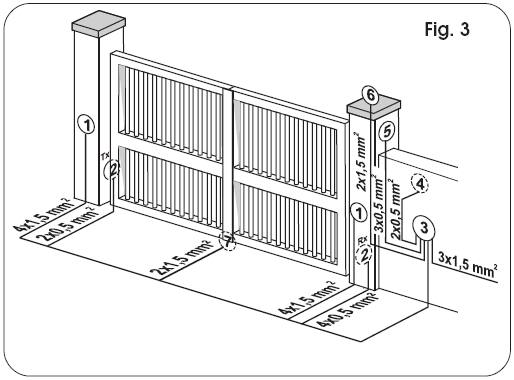 Fig. 3
6
1
5
Tx
2
2x1,5 mm²
3x0,5 mm²
2x0,5 mm²
4
1
3
Rx
2
4x1,5 mm²
2x0,5 mm²
7
2x1,5 mm²
3x1,5 mm²
4x1,5 mm²
4x0,5 mm²